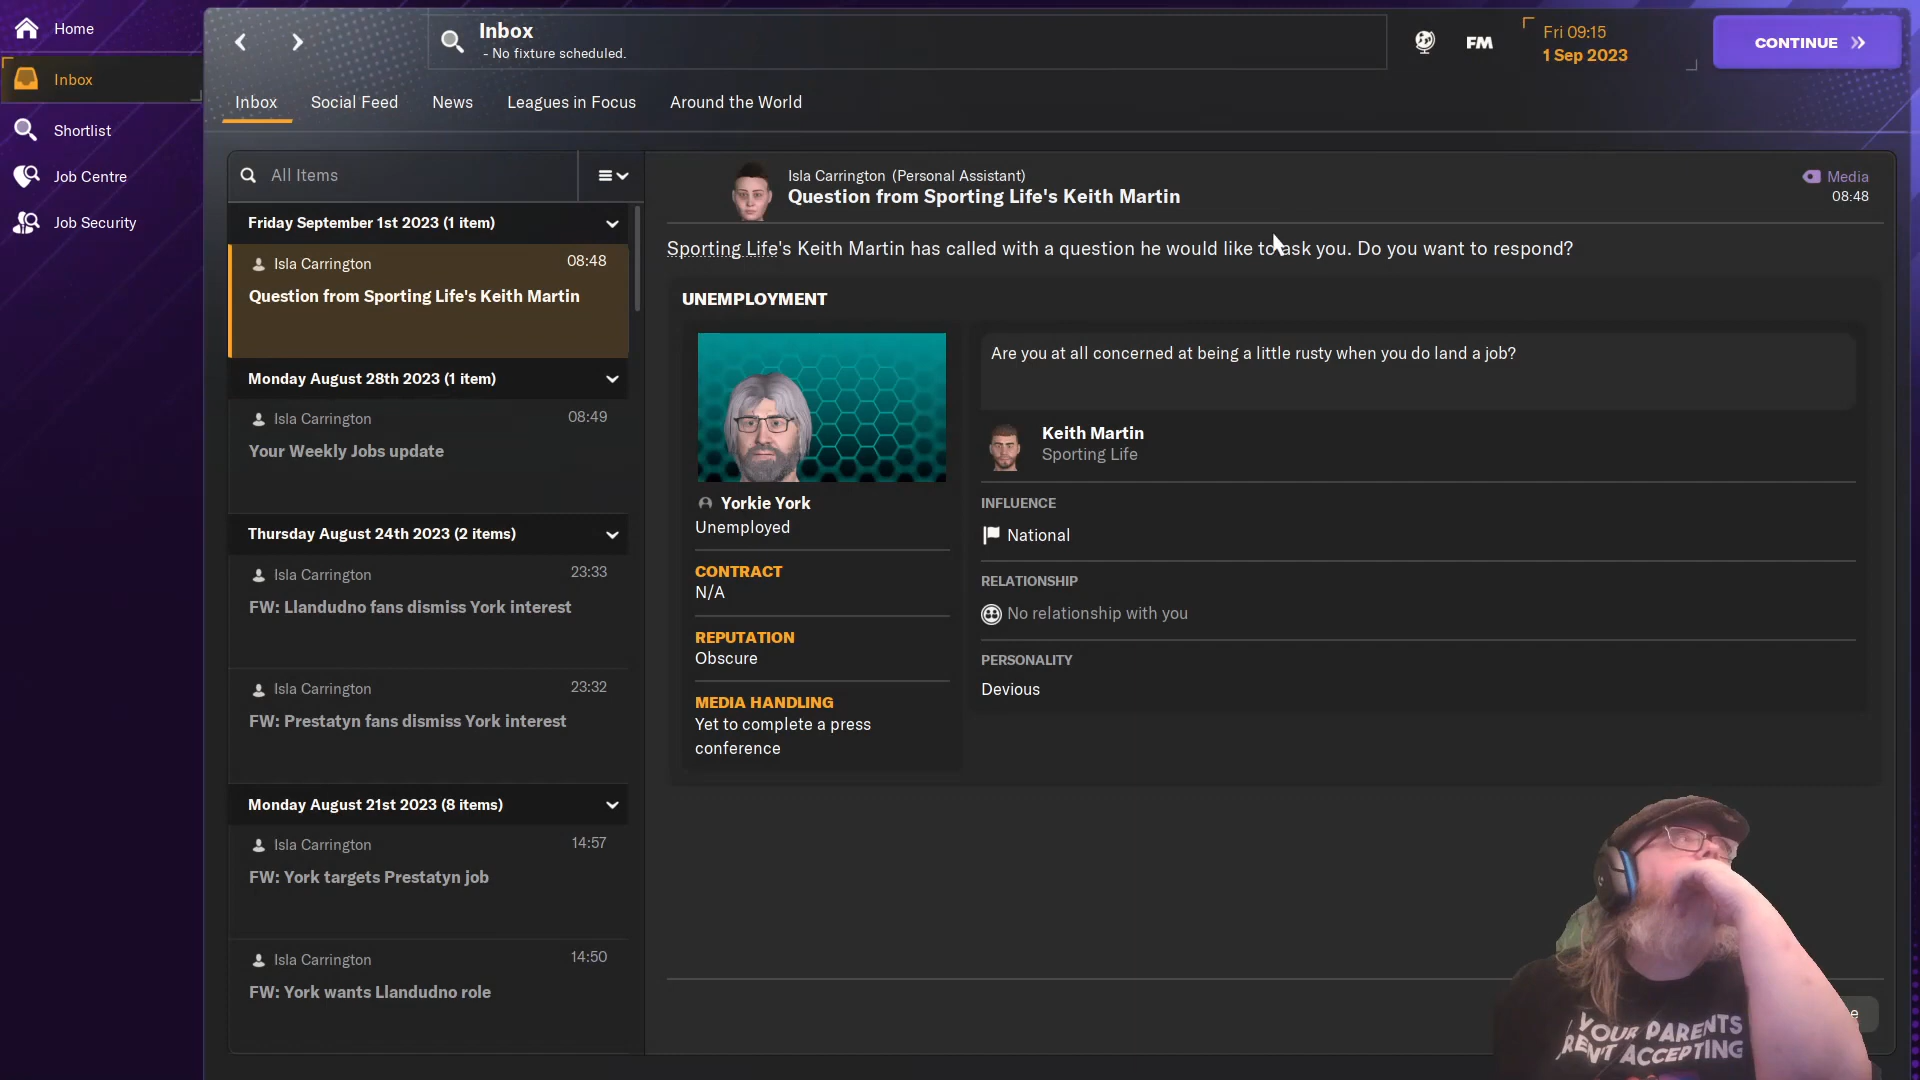 Home
Inbox
Shortlist
Job Centre
Job Security
Inbox
- No fixture scheduled.
FM
Fri 09:15
1 Sep 2023
CONTINUE
Inbox
Social Feed
News
Leagues in Focus
Around the World
All Items
Friday September 1st 2023 (1 item)
Isla Carrington
08:48
Question from Sporting Life's Keith Martin
Monday August 28th 2023 (1 item)
Isla Carrington
08:49
Your Weekly Jobs update
Thursday August 24th 2023 (2 items)
Isla Carrington
23:33
FW: Llandudno fans dismiss York interest
Isla Carrington
23:32
FW: Prestatyn fans dismiss York interest
Monday August 21st 2023 (8 items)
Isla Carrington
14:57
FW: York targets Prestatyn job
Isla Carrington
14:50
FW: York wants Llandudno role
Isla Carrington (Personal Assistant)
Question from Sporting Life's Keith Martin
Media
08:48
Sporting Life's Keith Martin has called with a question he would like to ask you. Do you want to respond?
UNEMPLOYMENT
Yorkie York
Unemployed
CONTRACT
N/A
REPUTATION
Obscure
MEDIA HANDLING
Yet to complete a press
conference
Are you at all concerned at being a little rusty when you do land a job?
Keith Martin
Sporting Life
INFLUENCE
National
RELATIONSHIP
No relationship with you
PERSONALITY
Devious
YOUR PARENTS
AREN'T ACCEPTING